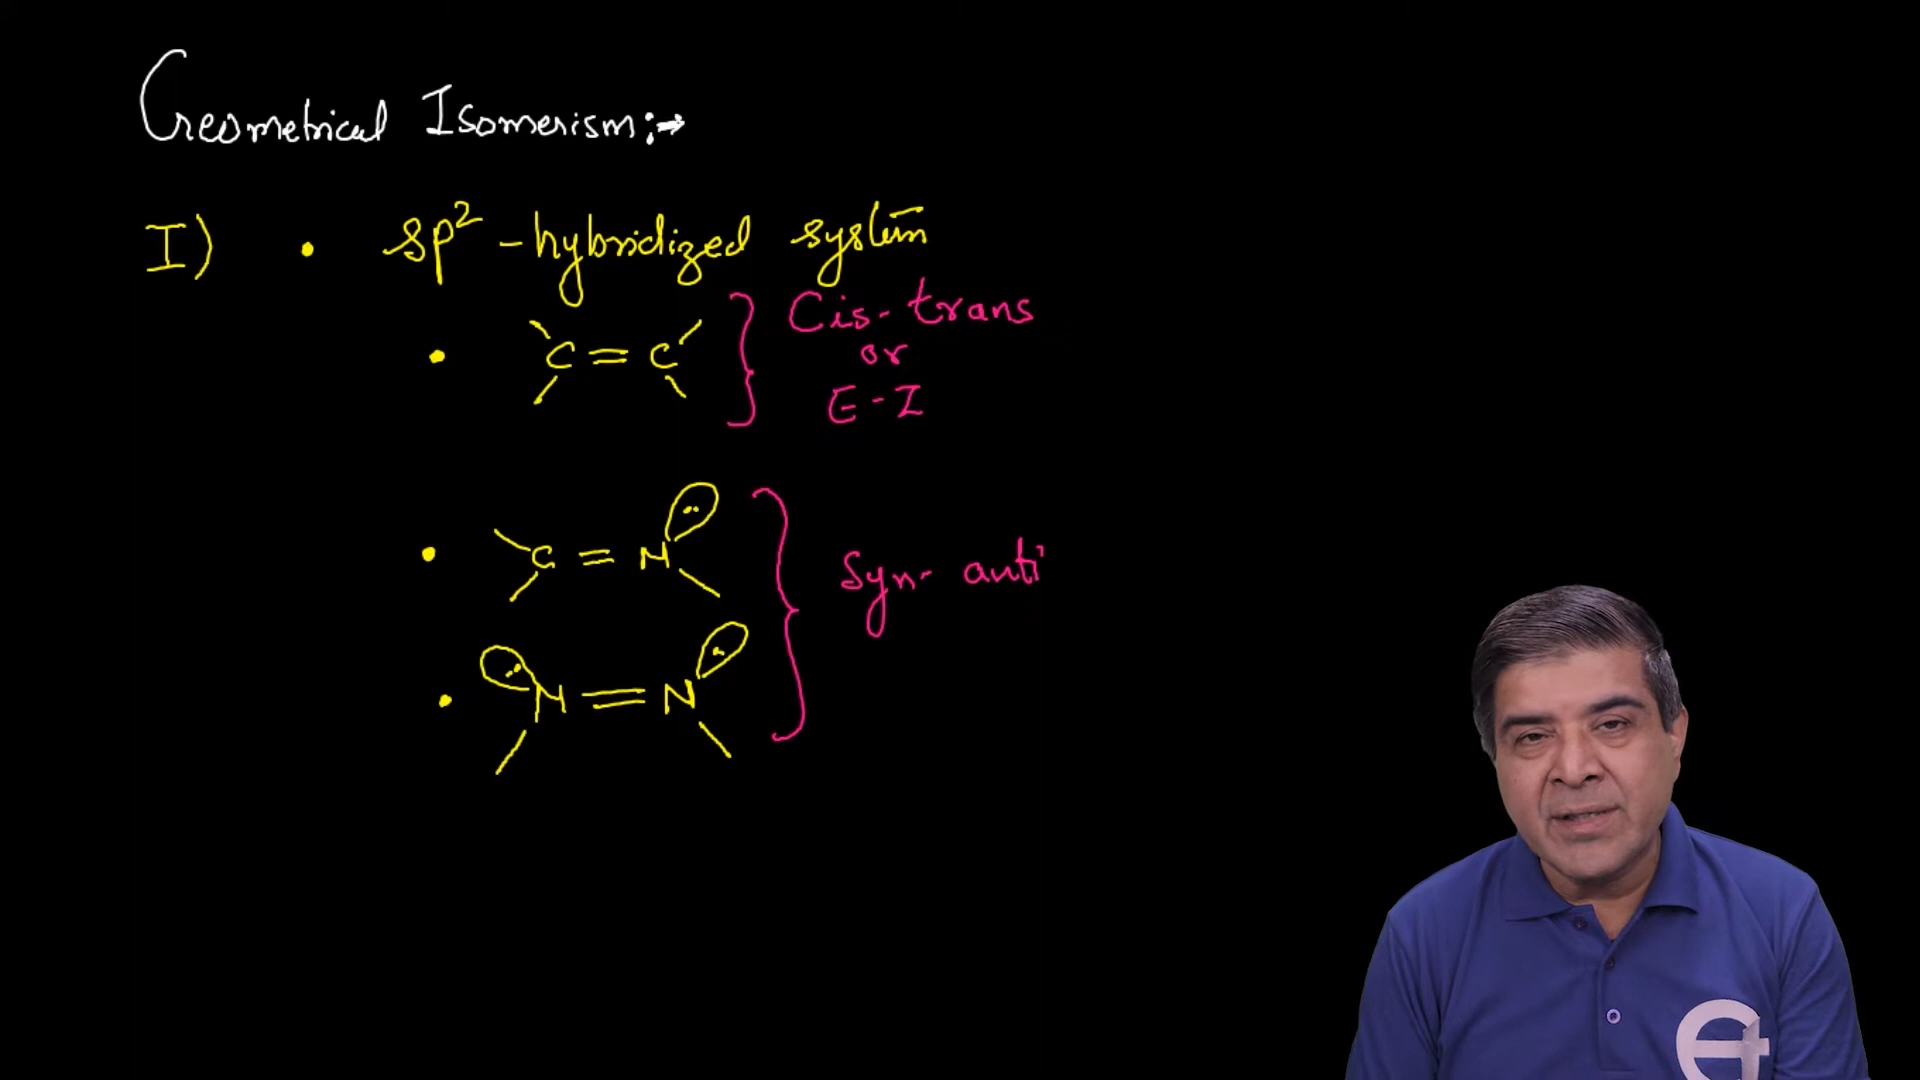 Geometrical Isomerism:→
I) • sp² - hybridized system
• C = C
Cis- trans
or
E - Z
• C = N
• N = N
Syn- anti